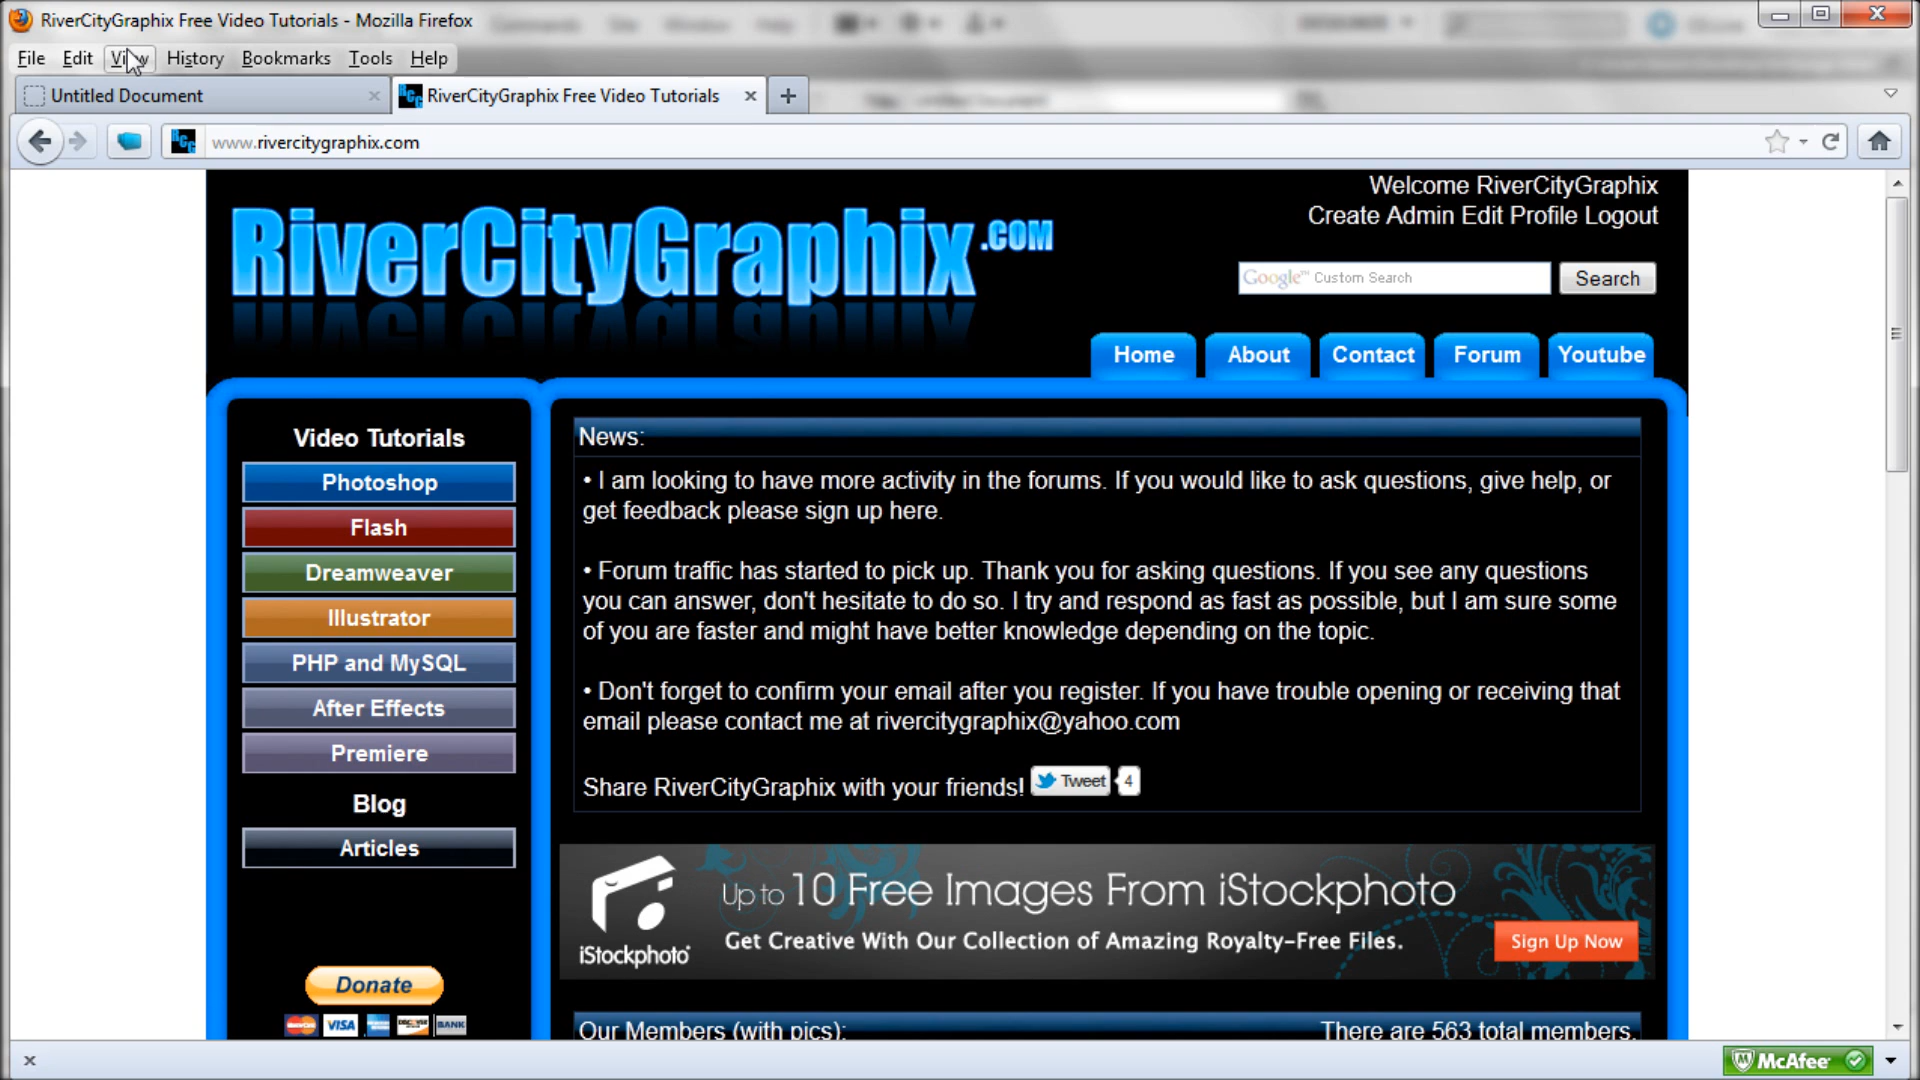 RiverCityGraphix Free Video Tutorials - Mozilla Firefox
File Edit View History Bookmarks Tools Help
Untitled Document
RiverCityGraphix Free Video Tutorials
www.rivercitygraphix.com
Welcome RiverCityGraphix
Create Admin Edit Profile Logout
RiverCityGraphix.COM
Google™ Custom Search
Search
Home About Contact Forum Youtube
Video Tutorials
Photoshop
Flash
Dreamweaver
Illustrator
PHP and MySQL
After Effects
Premiere
Blog
Articles
Donate
MasterCard VISA DISCOVER BANK
News:
• I am looking to have more activity in the forums. If you would like to ask questions, give help, or
get feedback please sign up here.
• Forum traffic has started to pick up. Thank you for asking questions. If you see any questions
you can answer, don't hesitate to do so. I try and respond as fast as possible, but I am sure some
of you are faster and might have better knowledge depending on the topic.
• Don't forget to confirm your email after you register. If you have trouble opening or receiving that
email please contact me at rivercitygraphix@yahoo.com
Share RiverCityGraphix with your friends! Tweet 4
iStockphoto
Up to 10 Free Images From iStockphoto
Get Creative With Our Collection of Amazing Royalty-Free Files.
Sign Up Now
Our Members (with pics):
There are 563 total members.
McAfee